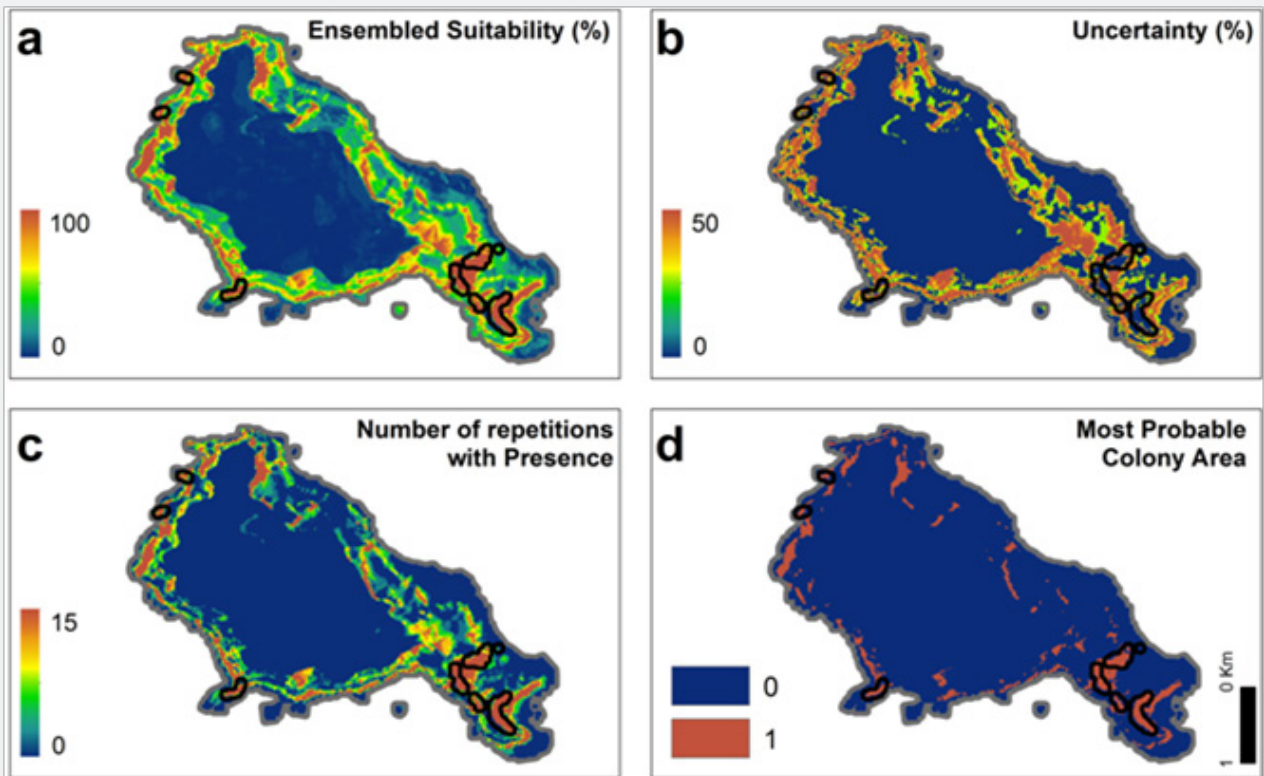 a
Ensembled Suitability (%)
100
0
b
Uncertainty (%)
50
0
c
Number of repetitions
with Presence
15
0
d
Most Probable
Colony Area
0
1
0 Km
1